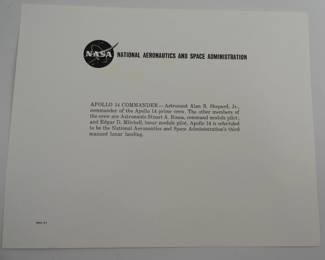 NASA
NATIONAL AERONAUTICS AND SPACE ADMINISTRATION
APOLLO 14 COMMANDER—Astronaut Alan B. Shepard, Jr.,
commander of the Apollo 14 prime crew. The other members of
the crew are Astronauts Stuart A. Roosa, command module pilot;
and Edgar D. Mitchell, lunar module pilot. Apollo 14 is scheduled
to be the National Aeronautics and Space Administration's third
manned lunar landing.